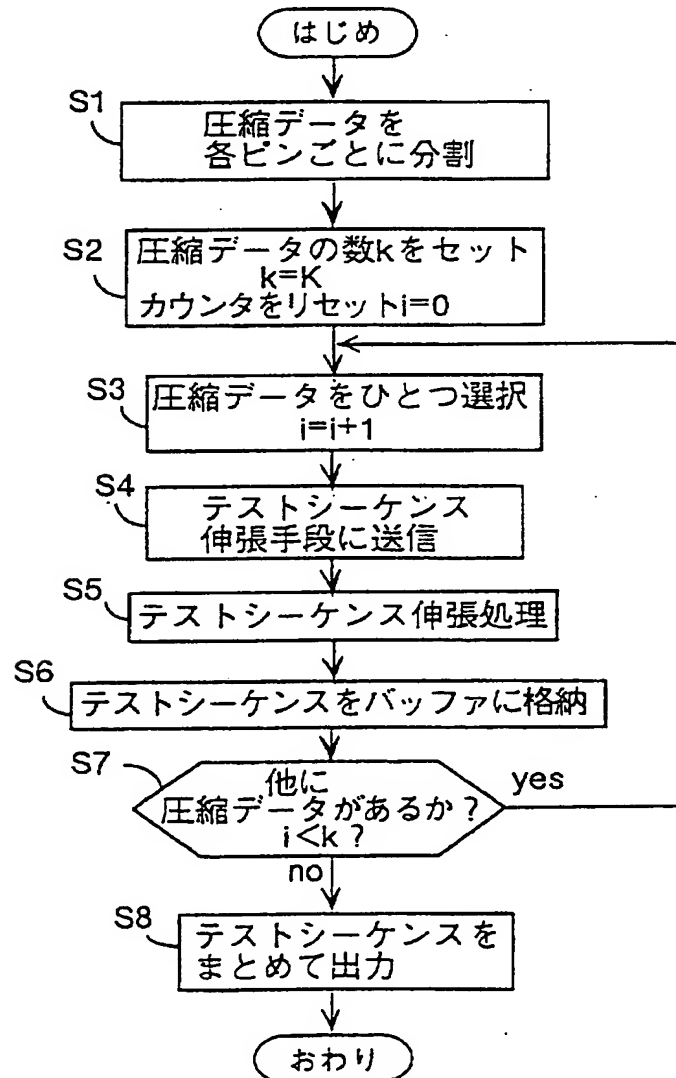 はじめ
S1
圧縮データを
各ピンごとに分割
S2
圧縮データの数kをセット
k=K
カウンタをリセットi=0
S3
圧縮データをひとつ選択
i=i+1
S4
テストシーケンス
伸張手段に送信
S5
テストシーケンス伸張処理
S6
テストシーケンスをバッファに格納
S7
他に
圧縮データがあるか？
i<k？
yes
no
S8
テストシーケンスを
まとめて出力
おわり